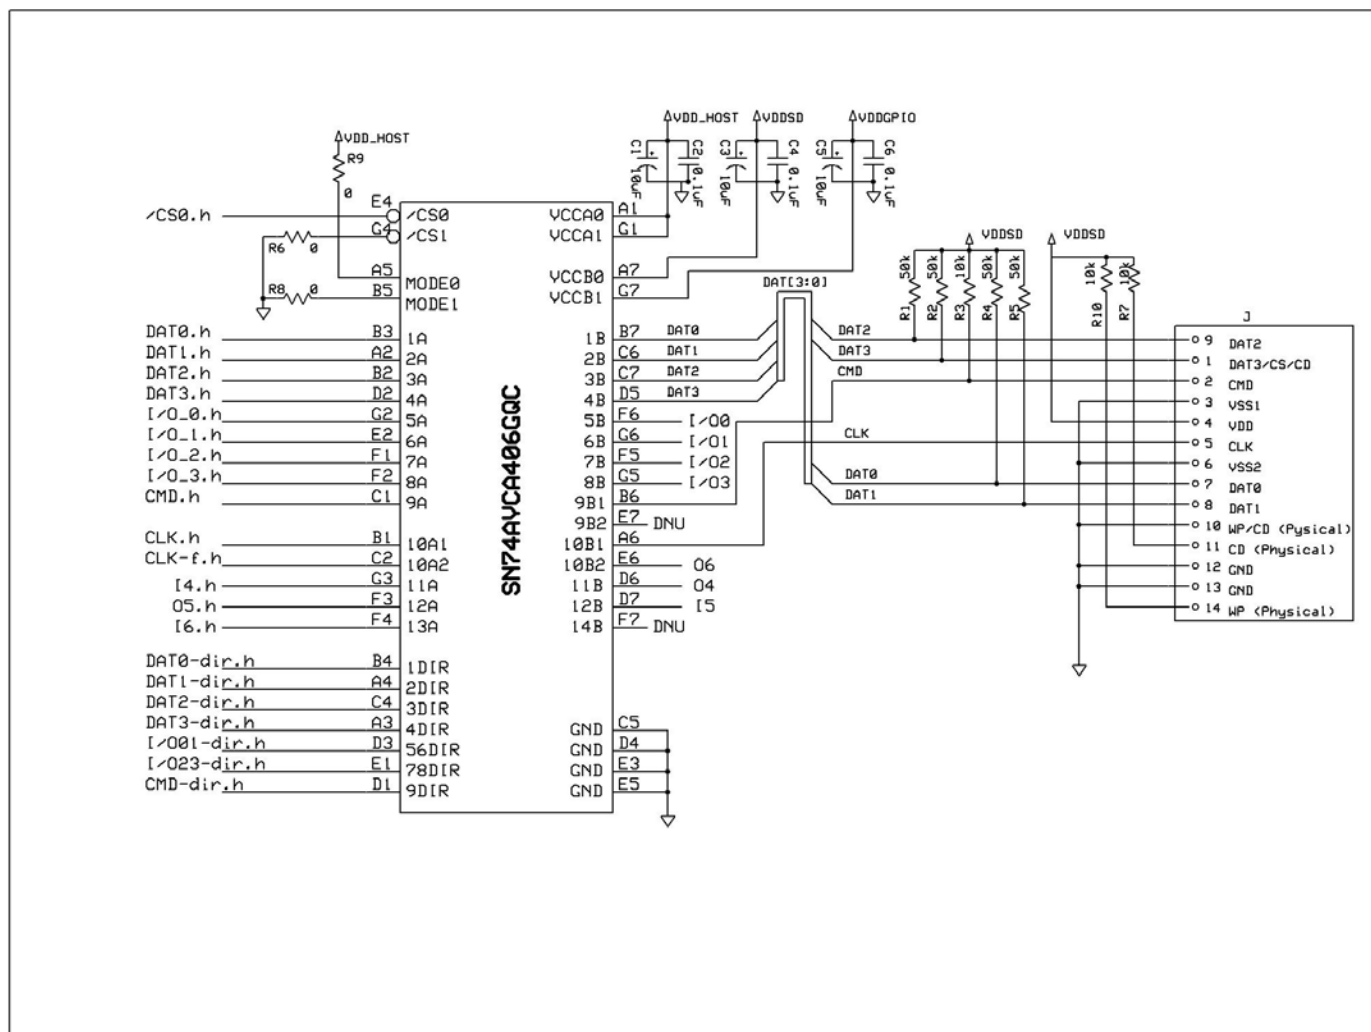 VDD_HOST
VDDSD
VDDGPIO
VDD_HOST
R9
0
C1 10uF
C2 0.1uF
C3 10uF
C4 0.1uF
C5 10uF
C6 0.1uF
/CS0.h E4 /CS0 VCCA0 A1
G4 /CS1 VCCA1 G1
R6 0
A5 MODE0 VCCB0 A7
R8 0 B5 MODE1 VCCB1 G7
DAT[3:0]
VDDSD
VDDSD
50k 50k 10k 50k 50k 10k 10k
R1 R2 R3 R4 R5 R10 R7
J
DAT0.h B3 1A 1B B7 DAT0 DAT2 9 DAT2
DAT1.h A2 2A 2B C6 DAT1 DAT3 1 DAT3/CS/CD
DAT2.h B2 3A 3B C7 DAT2 CMD 2 CMD
DAT3.h D2 4A 4B D5 DAT3 3 VSS1
I/O_0.h G2 5A 5B F6 I/O0 4 VDD
I/O_1.h E2 6A 6B G6 I/O1 CLK 5 CLK
I/O_2.h F1 7A 7B F5 I/O2 6 VSS2
I/O_3.h F2 8A 8B G5 I/O3 DAT0 7 DAT0
CMD.h C1 9A 9B1 B6 DAT1 8 DAT1
9B2 E7 DNU 10 WP/CD (Pysical)
CLK.h B1 10A1 10B1 A6 11 CD (Physical)
CLK-f.h C2 10A2 10B2 E6 O6 12 GND
I4.h G3 11A 11B D6 O4 13 GND
O5.h F3 12A 12B D7 I5 14 WP (Physical)
I6.h F4 13A 14B F7 DNU
SN74AVCA406GQC
DAT0-dir.h B4 1DIR
DAT1-dir.h A4 2DIR
DAT2-dir.h C4 3DIR
DAT3-dir.h A3 4DIR GND C5
I/O01-dir.h D3 56DIR GND D4
I/O23-dir.h E1 78DIR GND E3
CMD-dir.h D1 9DIR GND E5